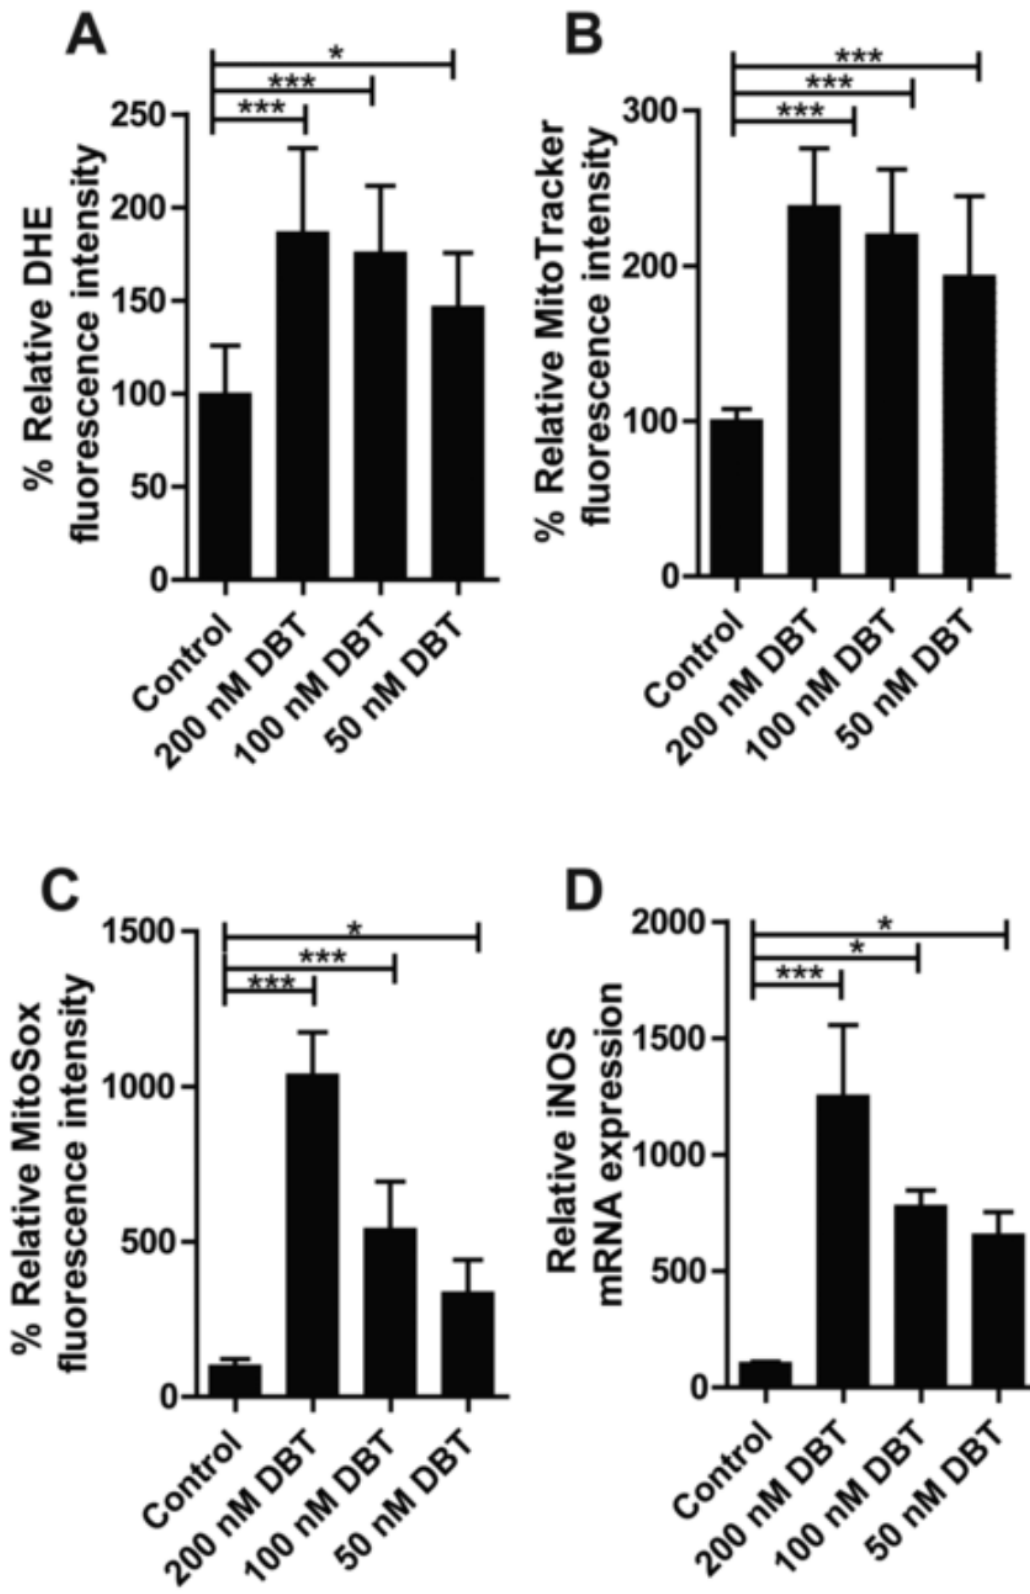 A
*
***
***
% Relative DHE
fluorescence intensity
250
200
150
100
50
0
Control
200 nM DBT
100 nM DBT
50 nM DBT
B
***
***
***
% Relative MitoTracker
fluorescence intensity
300
200
100
0
Control
200 nM DBT
100 nM DBT
50 nM DBT
C
*
***
***
% Relative MitoSox
fluorescence intensity
1500
1000
500
0
Control
200 nM DBT
100 nM DBT
50 nM DBT
D
*
*
***
Relative iNOS
mRNA expression
2000
1500
1000
500
0
Control
200 nM DBT
100 nM DBT
50 nM DBT